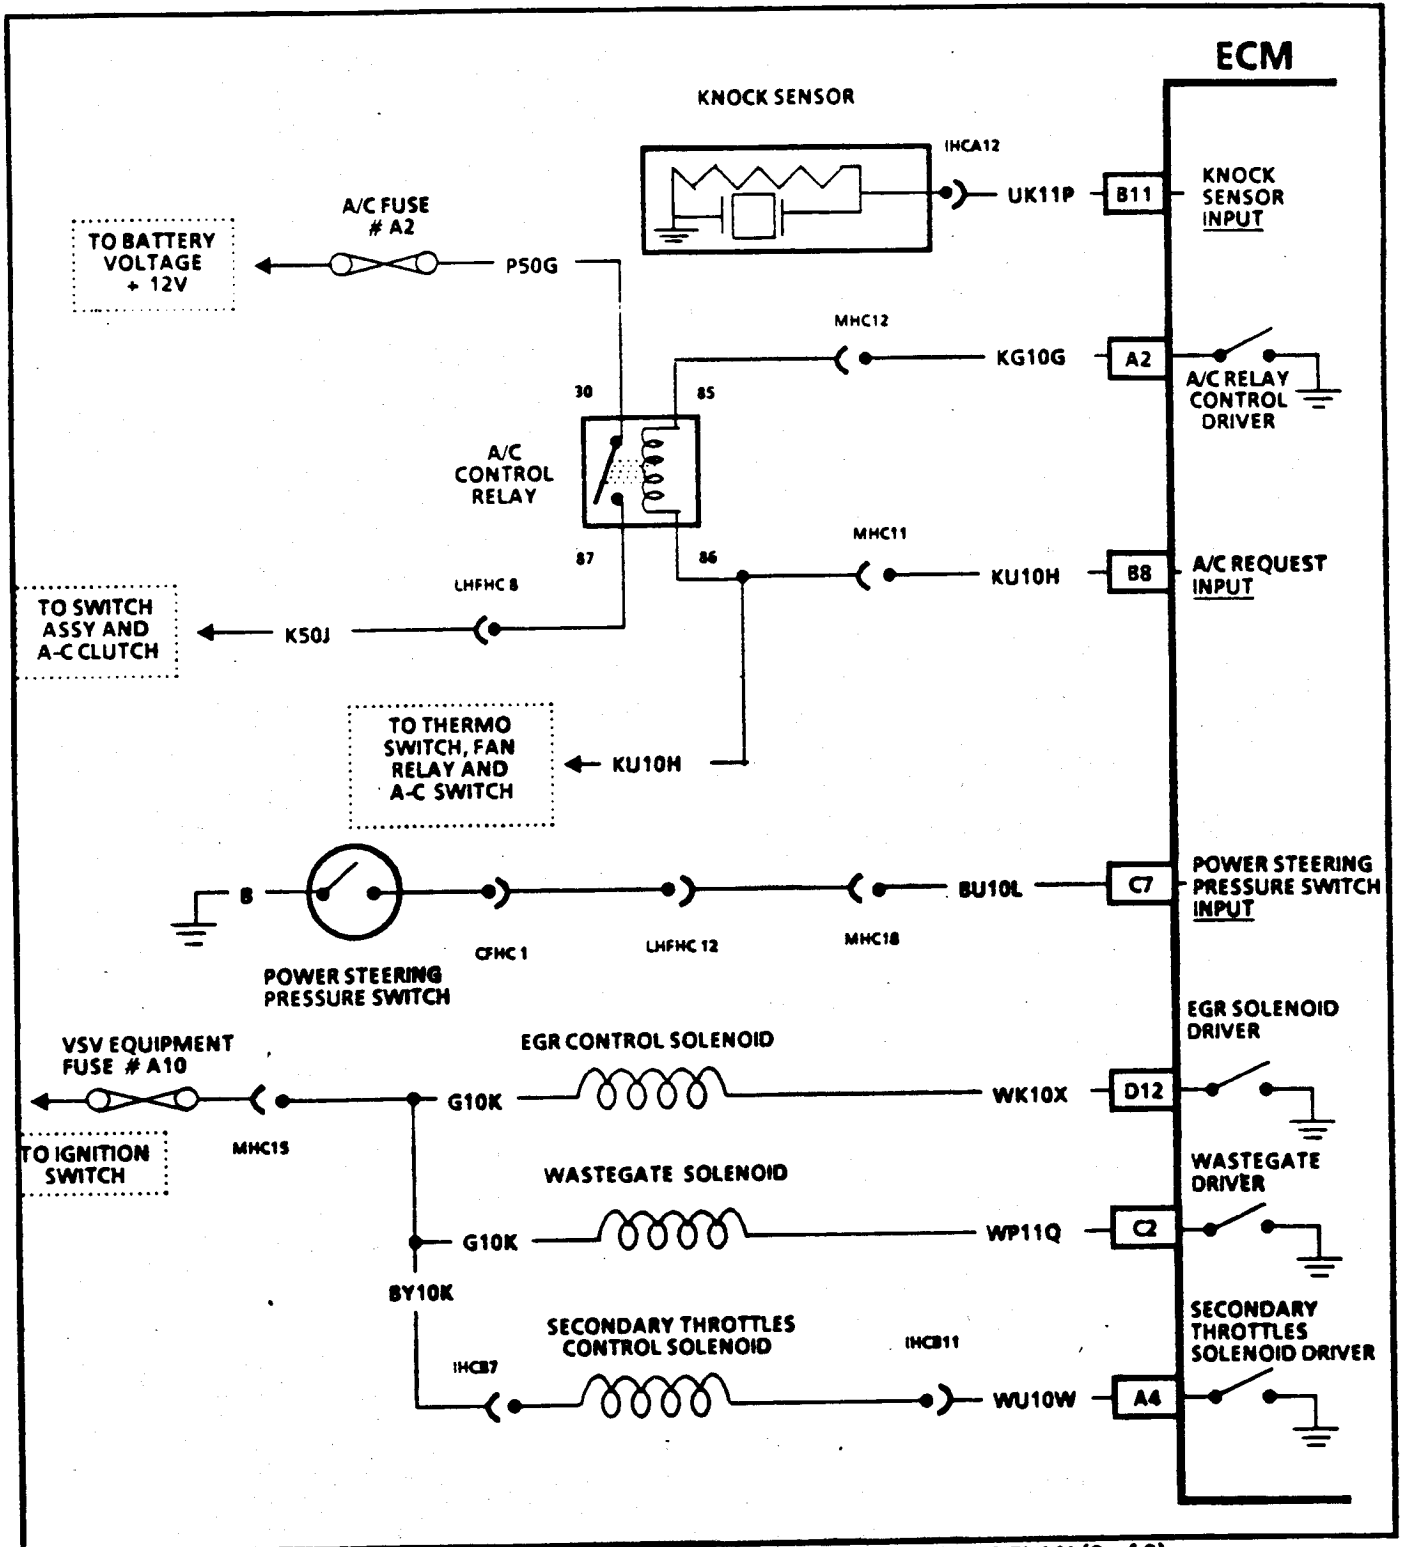 ECM
KNOCK SENSOR
IHCA12
UK11P
B11
KNOCK
SENSOR
INPUT
A/C FUSE
# A2
TO BATTERY
VOLTAGE
+ 12V
P50G
MHC12
KG10G
A2
A/C RELAY
CONTROL
DRIVER
30
85
A/C
CONTROL
RELAY
87
86
MHC11
KU10H
B8
A/C REQUEST
INPUT
LHFHC 8
TO SWITCH
ASSY AND
A-C CLUTCH
K50J
TO THERMO
SWITCH, FAN
RELAY AND
A-C SWITCH
KU10H
B
BU10L
C7
POWER STEERING
PRESSURE SWITCH
INPUT
CFHC 1
LHFHC 12
MHC18
POWER STEERING
PRESSURE SWITCH
EGR SOLENOID
DRIVER
VSV EQUIPMENT
FUSE # A10
EGR CONTROL SOLENOID
G10K
WK10X
D12
TO IGNITION
SWITCH
MHC15
WASTEGATE SOLENOID
WASTEGATE
DRIVER
G10K
WP11Q
C2
BY10K
SECONDARY THROTTLES
CONTROL SOLENOID
IHCB7
IHCB11
SECONDARY
THROTTLES
SOLENOID DRIVER
WU10W
A4